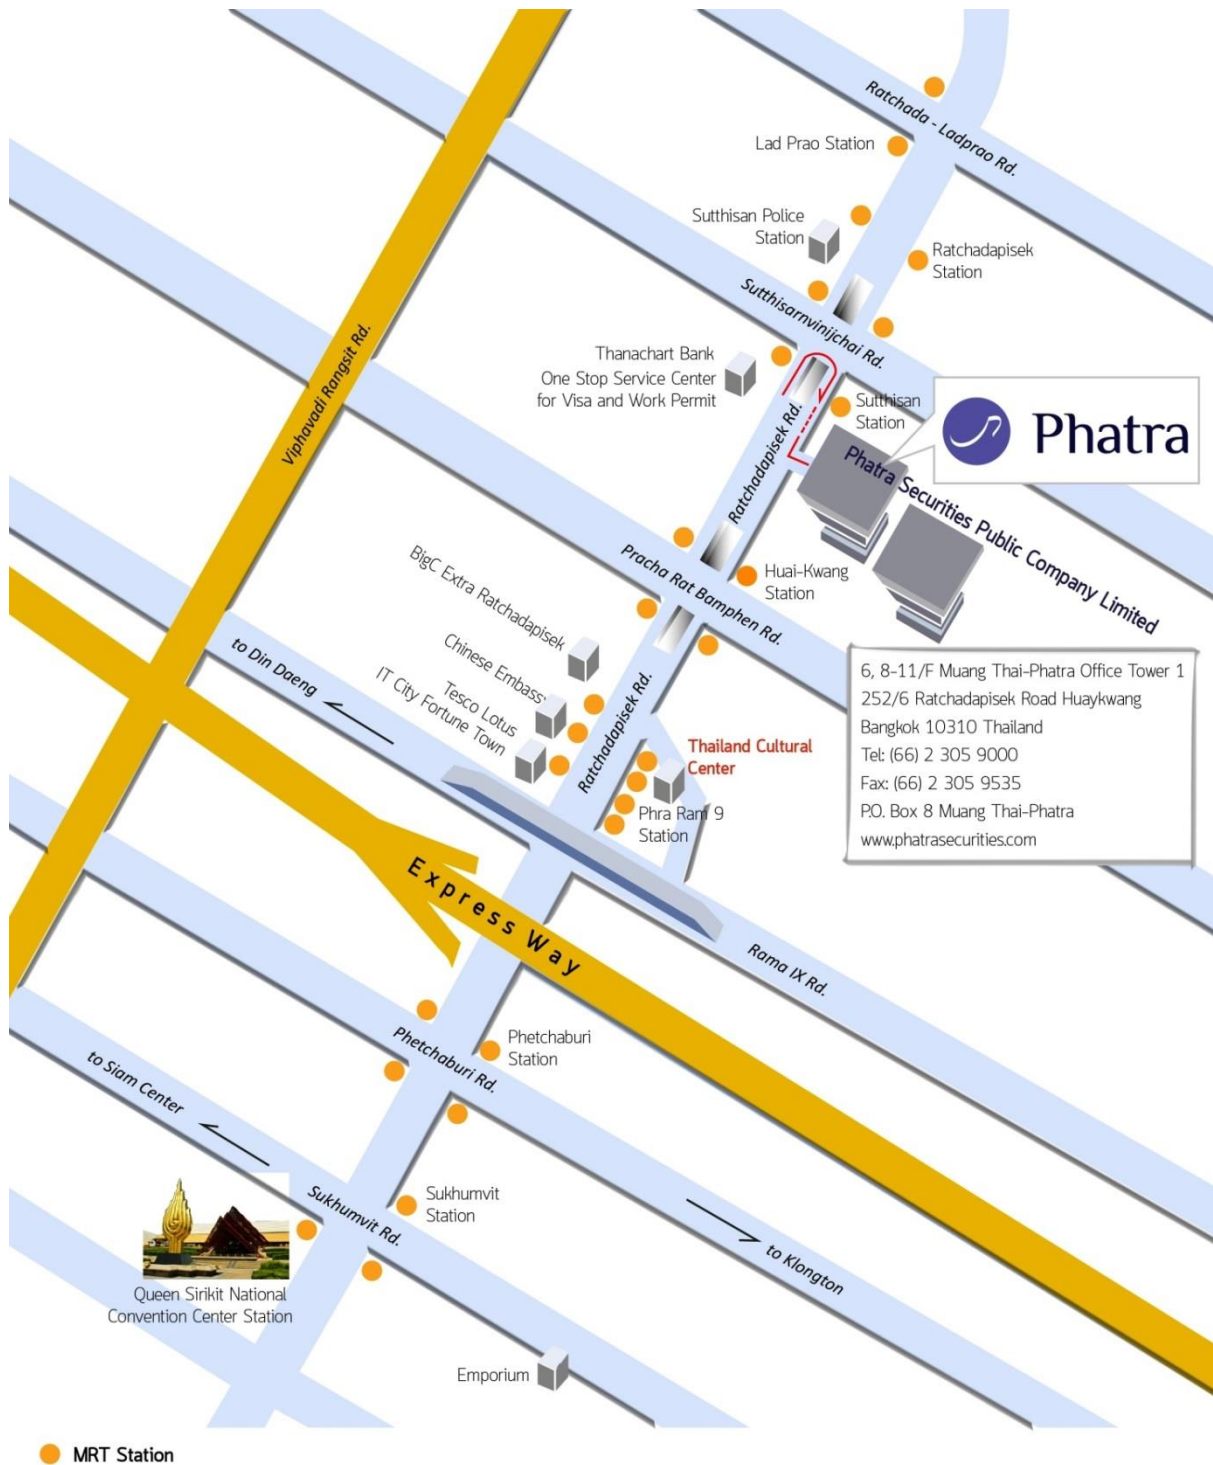 Ratchada - Ladprao Rd.
Lad Prao Station
Sutthisan Police
Station
Ratchadapisek
Station
Sutthisarnvinijchai Rd.
Viphavadi Rangsit Rd.
Thanachart Bank
One Stop Service Center
for Visa and Work Permit
Sutthisan
Station
Phatra
Ratchadapisek Rd.
Phatra Securities Public Company Limited
Pracha Rat Bamphen Rd.
Huai-Kwang
Station
BigC Extra Ratchadapisek
Chinese Embass
Tesco Lotus
IT City Fortune Town
to Din Daeng
Ratchadapisek Rd.
Thailand Cultural
Center
Phra Ram 9
Station
6, 8-11/F Muang Thai-Phatra Office Tower 1
252/6 Ratchadapisek Road Huaykwang
Bangkok 10310 Thailand
Tel: (66) 2 305 9000
Fax: (66) 2 305 9535
P.O. Box 8 Muang Thai-Phatra
www.phatrasecurities.com
Express Way
Rama IX Rd.
Phetchaburi Rd.
Phetchaburi
Station
to Siam Center
Sukhumvit Rd.
Sukhumvit
Station
to Klongton
Queen Sirikit National
Convention Center Station
Emporium
MRT Station